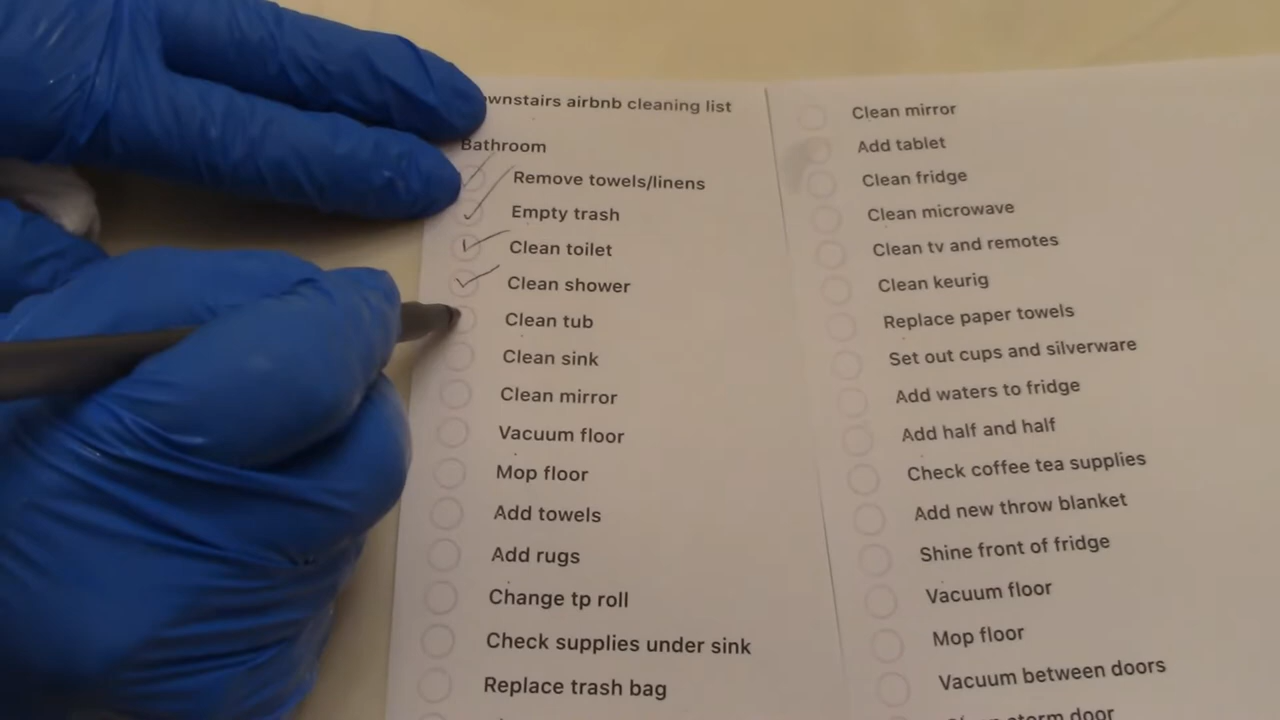 airbnb cleaning list
Bathroom
Remove towels/linens
Empty trash
Clean toilet
Clean shower
Clean tub
Clean sink
Clean mirror
Vacuum floor
Mop floor
Add towels
Add rugs
Change tp roll
Check supplies under sink
Replace trash bag
Clean mirror
Add tablet
Clean fridge
Clean microwave
Clean tv and remotes
Clean keurig
Replace paper towels
Set out cups and silverware
Add waters to fridge
Add half and half
Check coffee tea supplies
Add new throw blanket
Shine front of fridge
Vacuum floor
Mop floor
Vacuum between doors
door